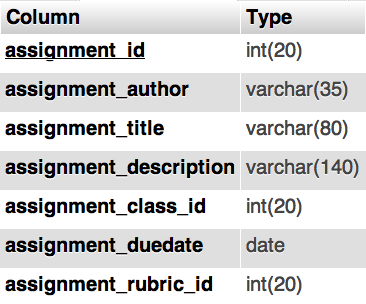 Column Type
assignment_id int(20)
assignment_author varchar(35)
assignment_title varchar(80)
assignment_description varchar(140)
assignment_class_id int(20)
assignment_duedate date
assignment_rubric_id int(20)